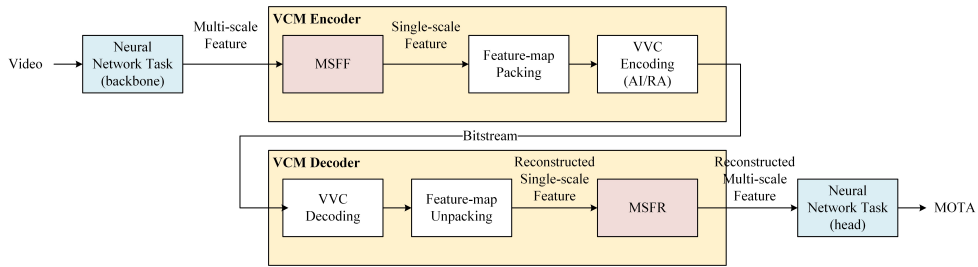 VCM Encoder
Video
Neural
Network Task
(backbone)
Multi-scale
Feature
MSFF
Single-scale
Feature
Feature-map
Packing
VVC
Encoding
(AI/RA)
Bitstream
VCM Decoder
VVC
Decoding
Feature-map
Unpacking
Reconstructed
Single-scale
Feature
MSFR
Reconstructed
Multi-scale
Feature
Neural
Network Task
(head)
MOTA